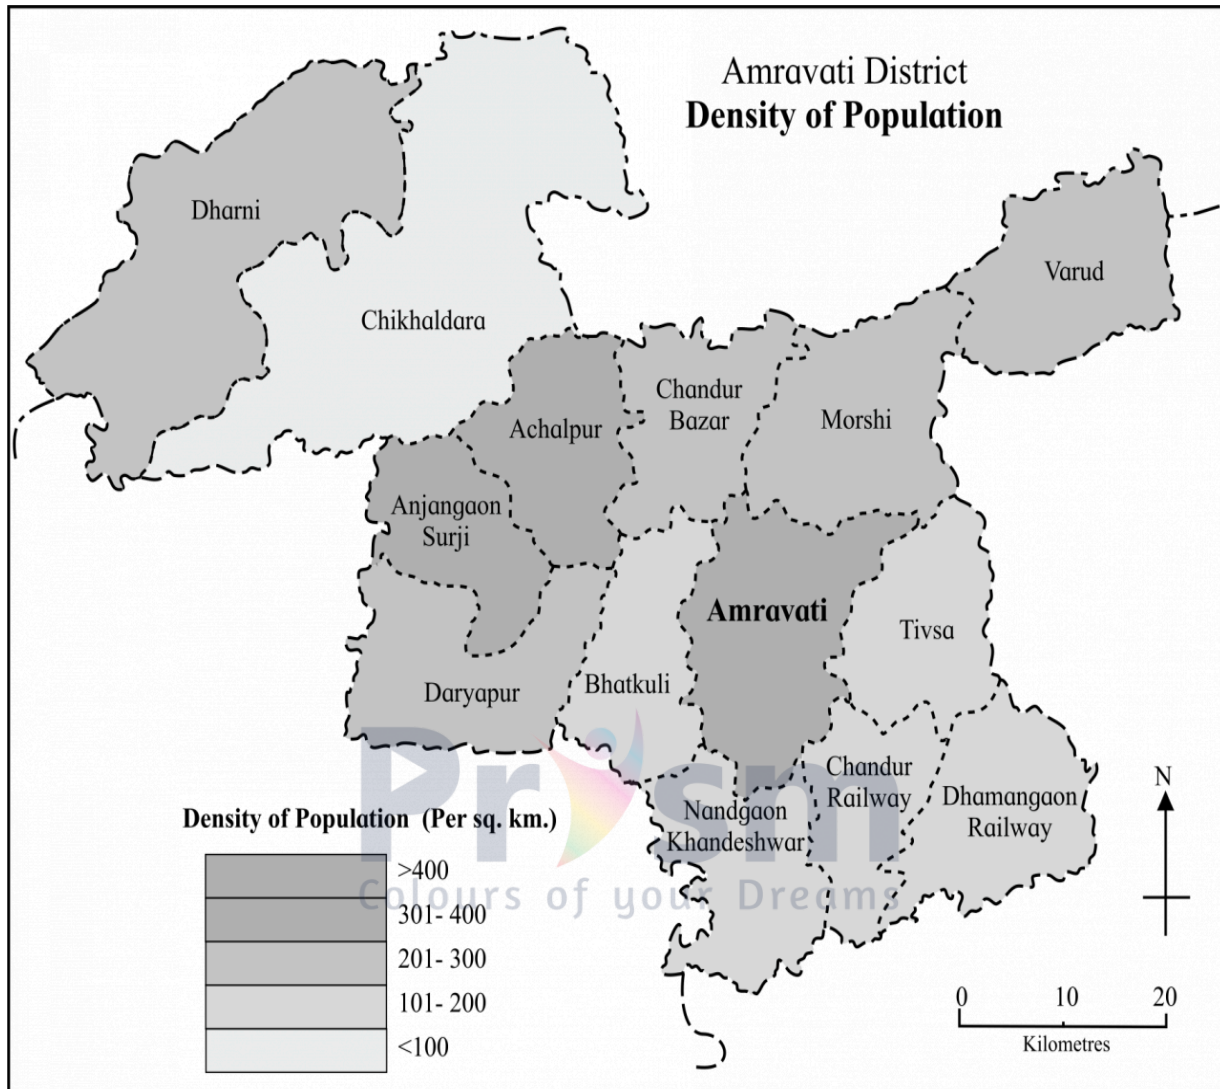 Amravati District
Density of Population
Dharni
Varud
Chikhaldara
Chandur
Bazar
Achalpur
Morshi
Anjangaon
Surji
Amravati
Tivsa
Bhatkuli
Daryapur
Chandur
Railway
Dhamangaon
Railway
Nandgaon
Khandeshwar
Prism
Colours of your Dreams
Density of Population (Per sq. km.)
>400
301- 400
201- 300
101- 200
<100
N
0 10 20
Kilometres